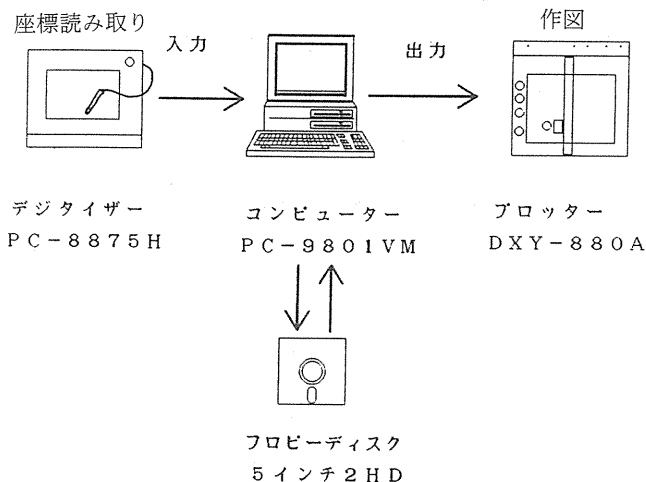 座標読み取り
入力
出力
作図
デジタイザー
PC-8875H
コンピューター
PC-9801VM
プロッター
DXY-880A
フロピーディスク
5インチ2HD